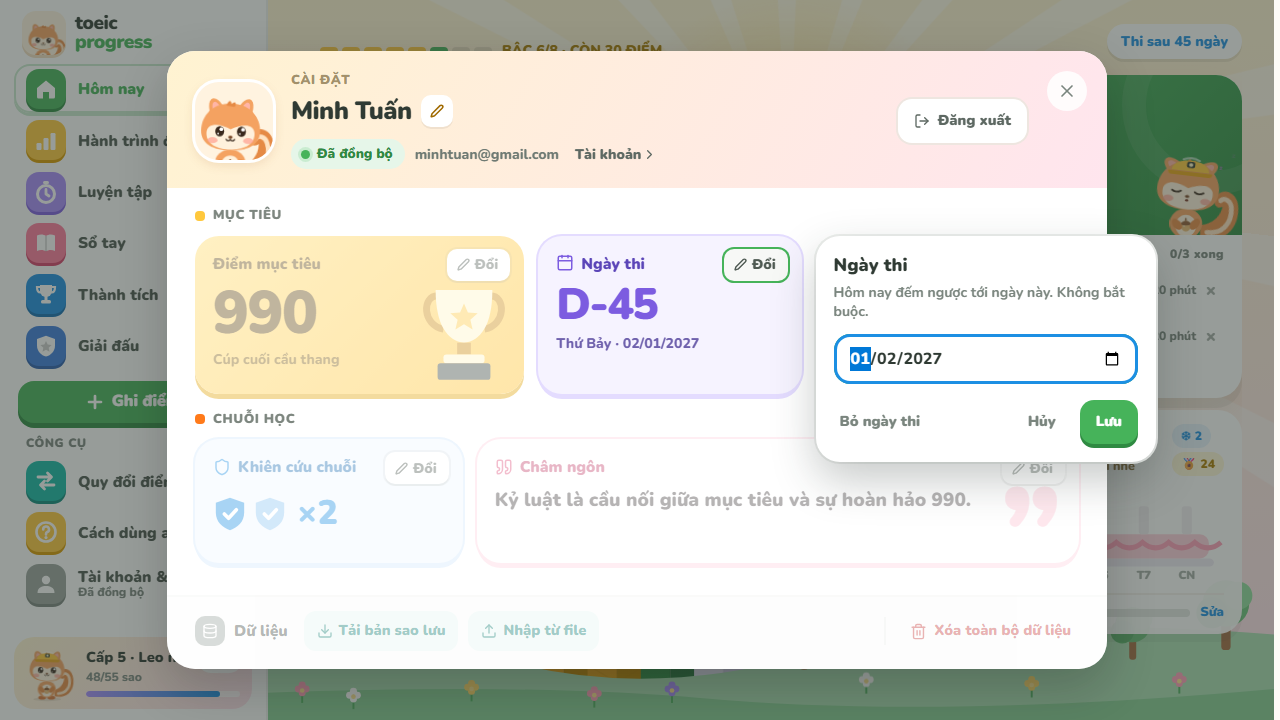 toeic
progress
Hôm nay
Hành trình
Luyện tập
Sổ tay
Thành tích
Giải đấu
Ghi điể
CÔNG CỤ
Quy đổi điể
Cách dùng
Tài khoản &
Đã đồng bộ
Cấp 5 · Leo
48/55 sao
BẬC 6/8 · CÒN 30 ĐIỂM
Thi sau 45 ngày
CÀI ĐẶT
Minh Tuấn
Đã đồng bộ
minhtuan@gmail.com
Tài khoản
Đăng xuất
MỤC TIÊU
Điểm mục tiêu
Đổi
990
Cúp cuối cầu thang
Ngày thi
Đổi
D-45
Thứ Bảy · 02/01/2027
Ngày thi
Hôm nay đếm ngược tới ngày này. Không bắt
buộc.
01/02/2027
Bỏ ngày thi
Hủy
Lưu
CHUỖI HỌC
Khiên cứu chuỗi
Đổi
×2
Châm ngôn
Đổi
Kỷ luật là cầu nối giữa mục tiêu và sự hoàn hảo 990.
Dữ liệu
Tải bản sao lưu
Nhập từ file
Xóa toàn bộ dữ liệu
0/3 xong
0 phút
0 phút
2
24
T7
CN
Sửa